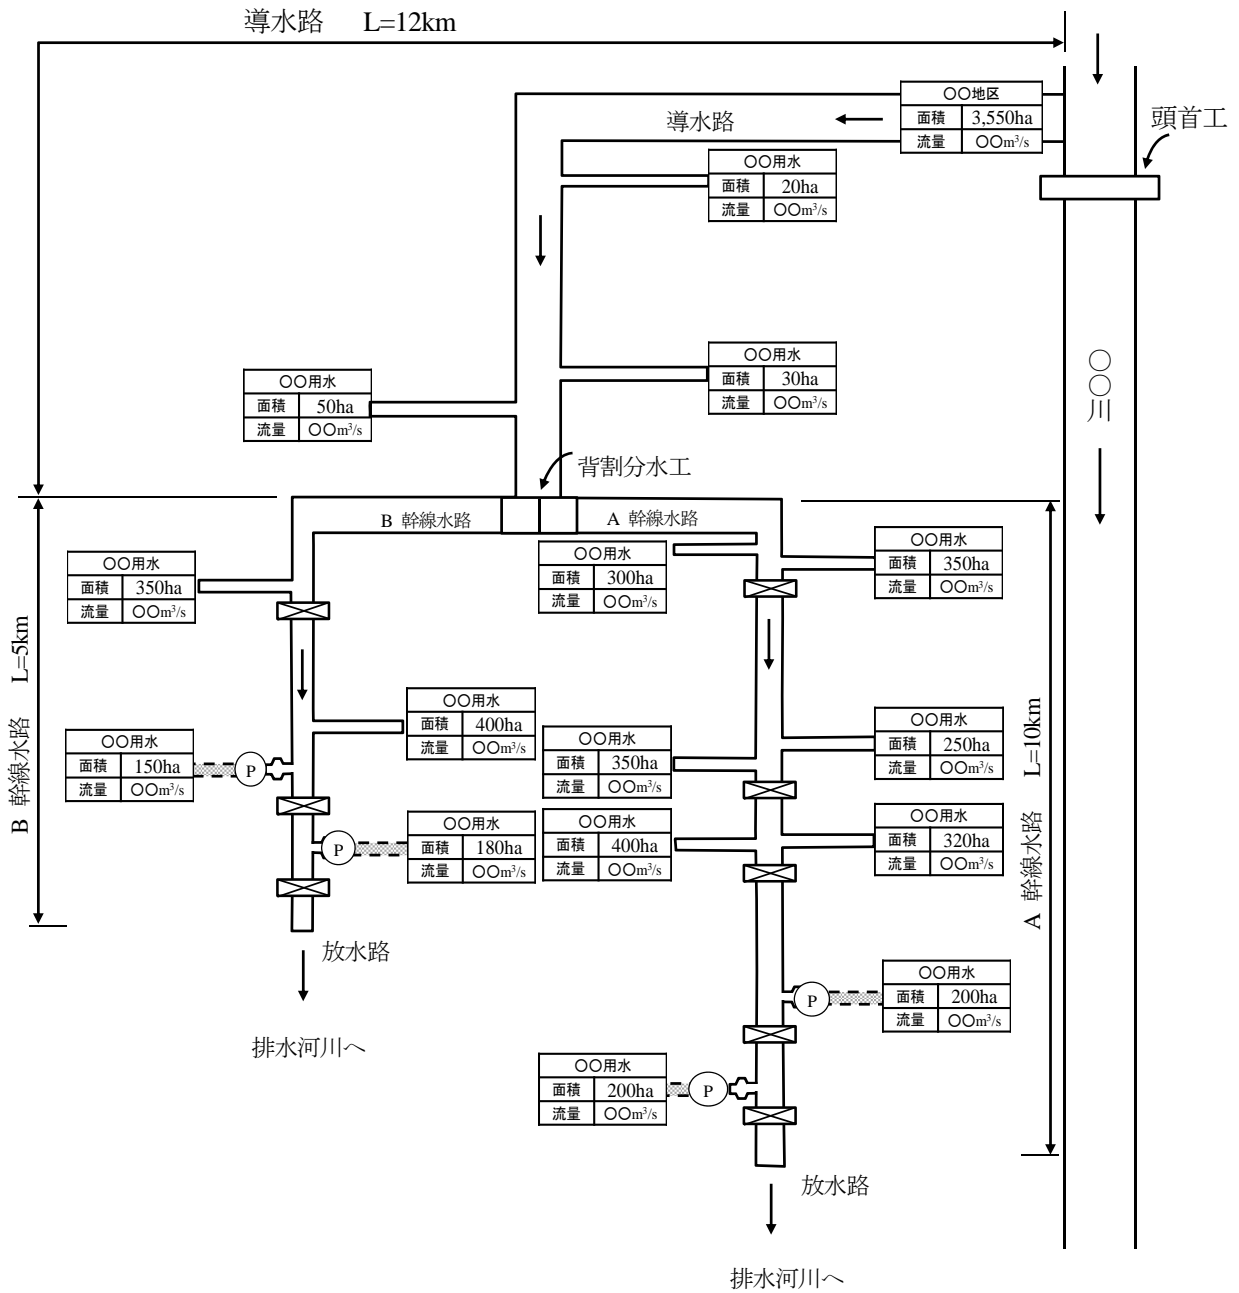 導水路 L=12km
〇〇地区
面積 3,550ha
流量 〇〇m³/s
導水路
頭首工
〇〇用水
面積 20ha
流量 〇〇m³/s
〇〇用水
面積 30ha
流量 〇〇m³/s
〇〇川
〇〇用水
面積 50ha
流量 〇〇m³/s
背割分水工
B 幹線水路
A 幹線水路
〇〇用水
面積 350ha
流量 〇〇m³/s
〇〇用水
面積 300ha
流量 〇〇m³/s
〇〇用水
面積 350ha
流量 〇〇m³/s
B 幹線水路 L=5km
〇〇用水
面積 400ha
流量 〇〇m³/s
〇〇用水
面積 150ha
流量 〇〇m³/s
P
〇〇用水
面積 350ha
流量 〇〇m³/s
〇〇用水
面積 250ha
流量 〇〇m³/s
A 幹線水路 L=10km
P
〇〇用水
面積 180ha
流量 〇〇m³/s
〇〇用水
面積 400ha
流量 〇〇m³/s
〇〇用水
面積 320ha
流量 〇〇m³/s
放水路
排水河川へ
P
〇〇用水
面積 200ha
流量 〇〇m³/s
〇〇用水
面積 200ha
流量 〇〇m³/s
P
放水路
排水河川へ